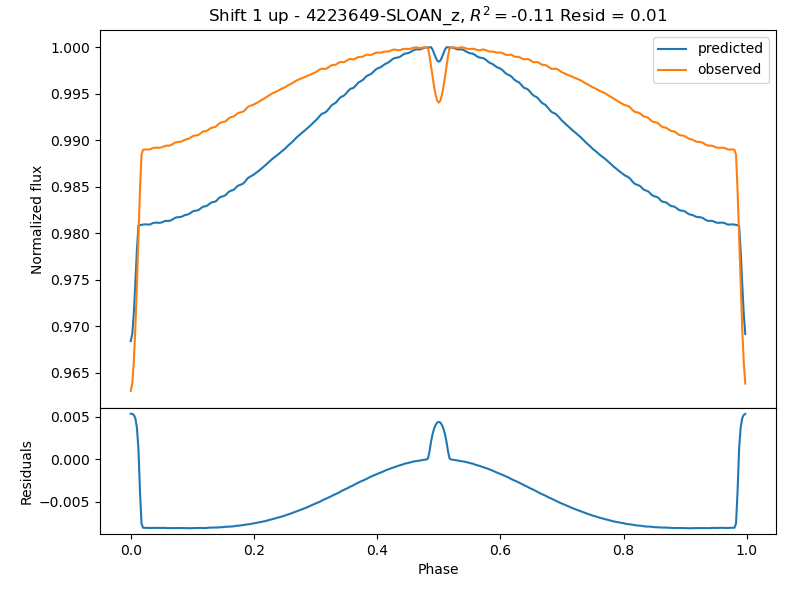 Shift 1 up - 4223649-SLOAN_z, R² = -0.11 Resid = 0.01
predicted
observed
1.000
0.995
0.990
0.985
0.980
0.975
0.970
0.965
Normalized flux
0.005
0.000
−0.005
Residuals
0.0
0.2
0.4
0.6
0.8
1.0
Phase